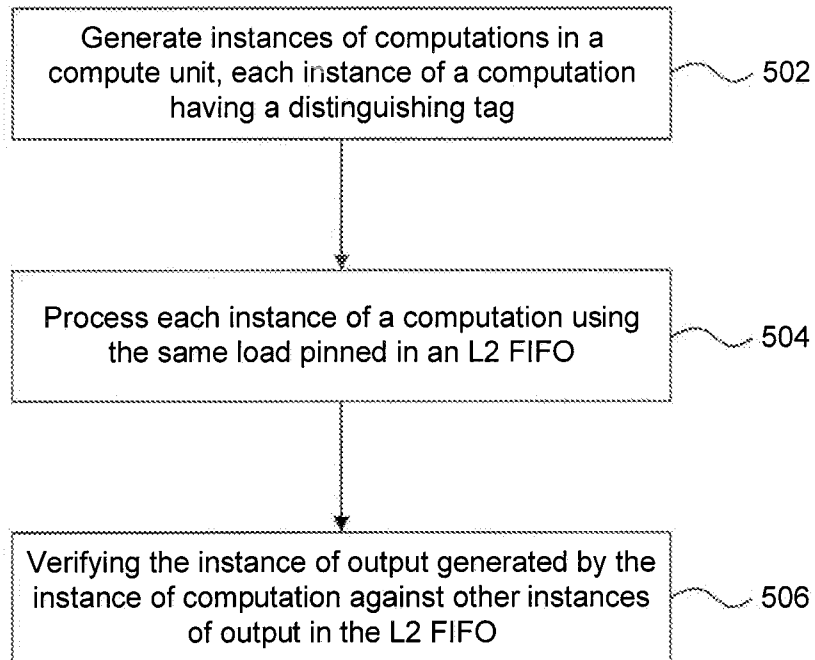 Generate instances of computations in a
compute unit, each instance of a computation
having a distinguishing tag
502
Process each instance of a computation using
the same load pinned in an L2 FIFO
504
Verifying the instance of output generated by the
instance of computation against other instances
of output in the L2 FIFO
506